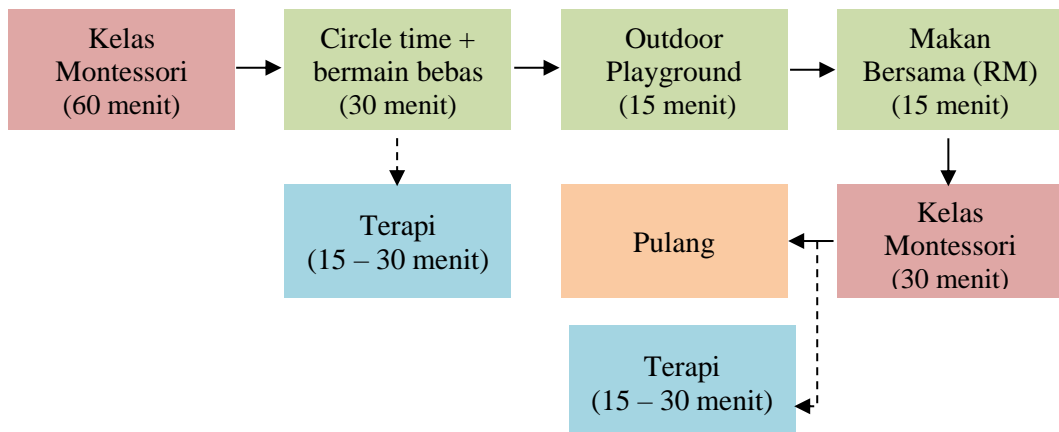 Kelas
Montessori
(60 menit)
Circle time +
bermain bebas
(30 menit)
Outdoor
Playground
(15 menit)
Makan
Bersama (RM)
(15 menit)
Terapi
(15 – 30 menit)
Pulang
Kelas
Montessori
(30 menit)
Terapi
(15 – 30 menit)